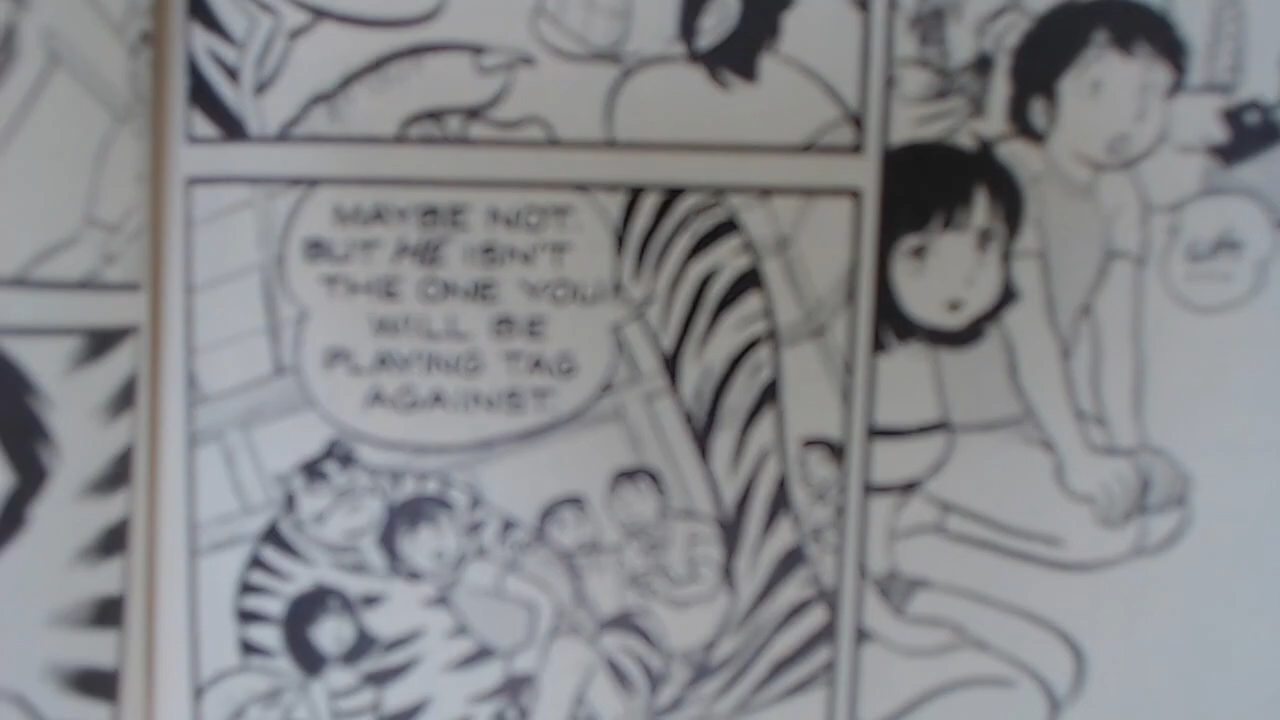 MAYBE NOT.
BUT HE ISN'T
THE ONE YOU
WILL BE
PLAYING TAG
AGAINST